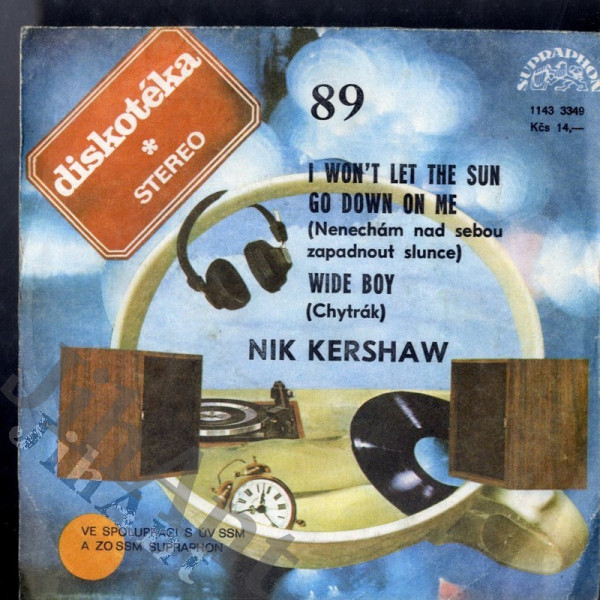 diskotéka
*
STEREO
89
SUPRAPHON
1143 3349
Kčs 14,—
I WON'T LET THE SUN
GO DOWN ON ME
(Nenechám nad sebou
zapadnout slunce)
WIDE BOY
(Chytrák)
NIK KERSHAW
VE SPOLUPRÁCI S ÚV SSM
A ZO SSM SUPRAPHON